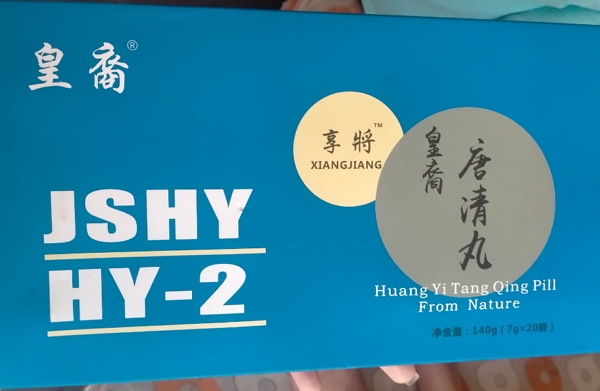 皇裔®
享將™
XIANGJIANG
皇裔
唐清丸
JSHY
HY-2
Huang Yi Tang Qing Pill
From Nature
净含量：140g（7g×20袋）